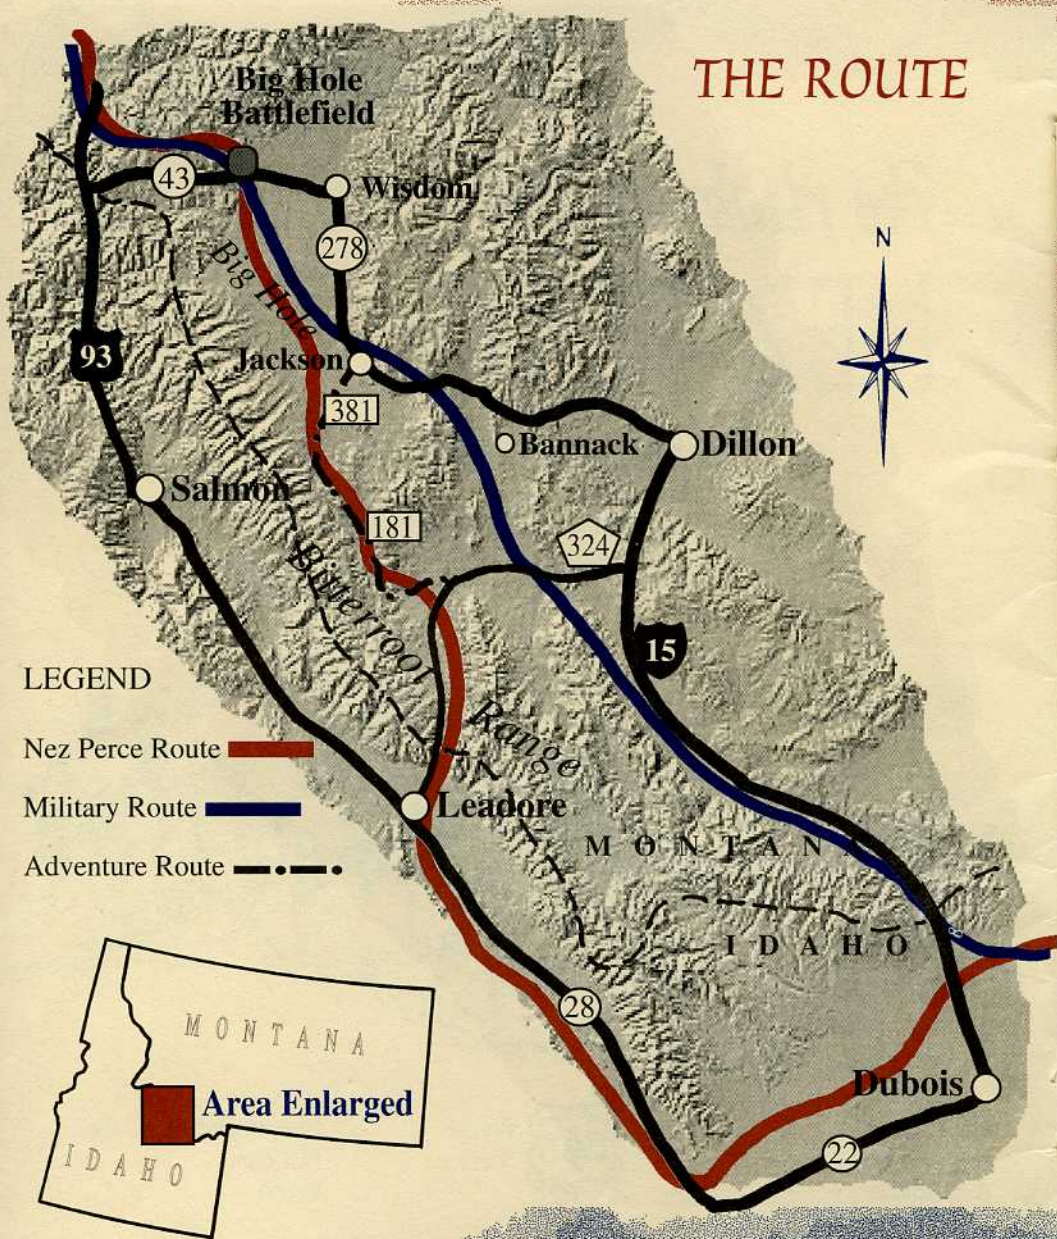 THE ROUTE
Big Hole
Battlefield
43
Wisdom
278
N
Big Hole
93
Jackson
381
Bannack
Dillon
Salmon
181
324
Bitterroot
Range
15
LEGEND
Nez Perce Route
Military Route
Adventure Route
Leadore
MONTANA
IDAHO
28
Dubois
22
MONTANA
Area Enlarged
IDAHO